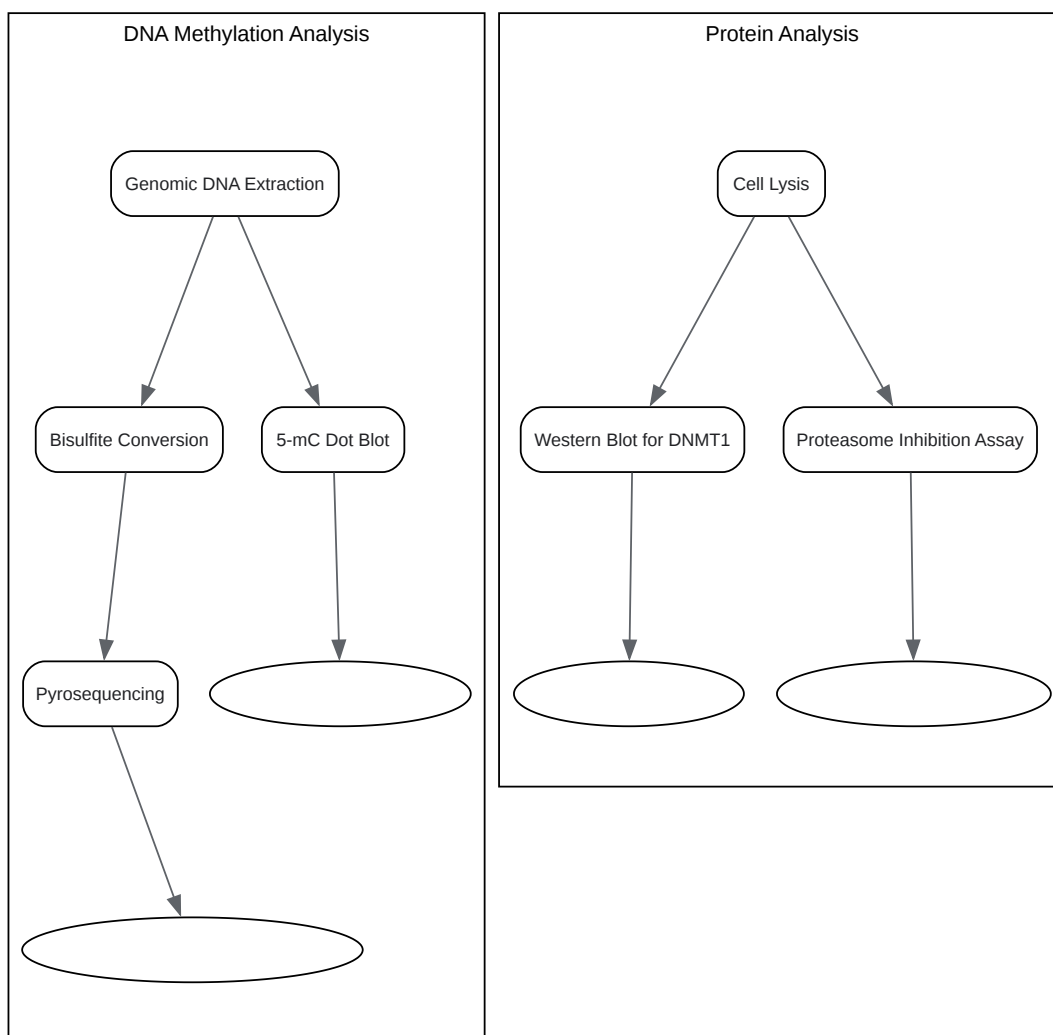 DNA Methylation Analysis
Protein Analysis
Genomic DNA Extraction
Cell Lysis
Bisulfite Conversion
5-mC Dot Blot
Western Blot for DNMT1
Proteasome Inhibition Assay
Pyrosequencing